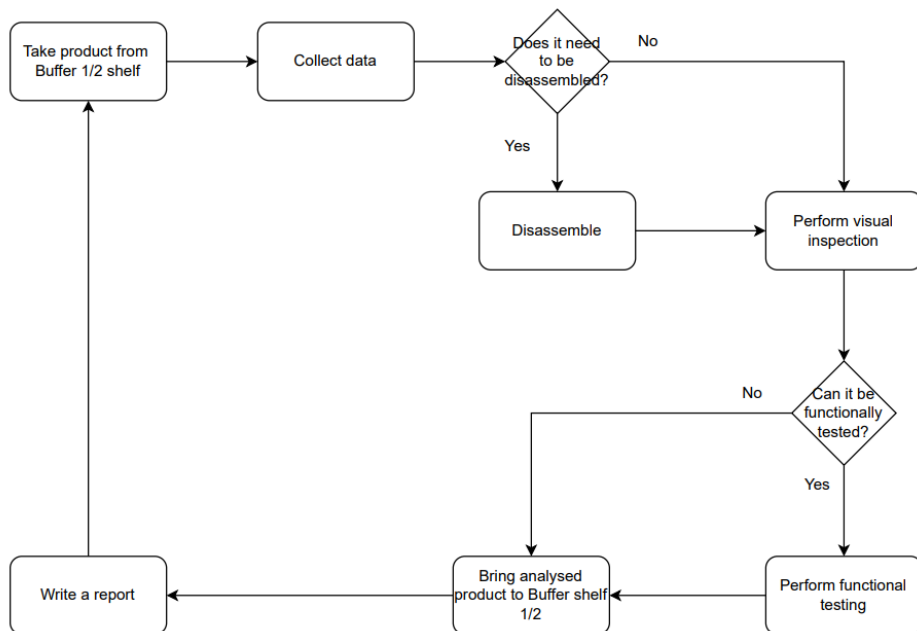 Take product from
Buffer 1/2 shelf
Collect data
Does it need
to be
disassembled?
No
Yes
Disassemble
Perform visual
inspection
Can it be
functionally
tested?
No
Yes
Perform functional
testing
Bring analysed
product to Buffer shelf
1/2
Write a report